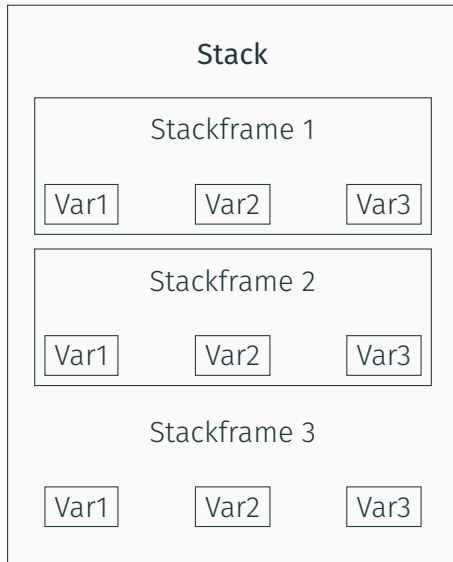 Stack
Stackframe 1
Var1 Var2 Var3
Stackframe 2
Var1 Var2 Var3
Stackframe 3
Var1 Var2 Var3